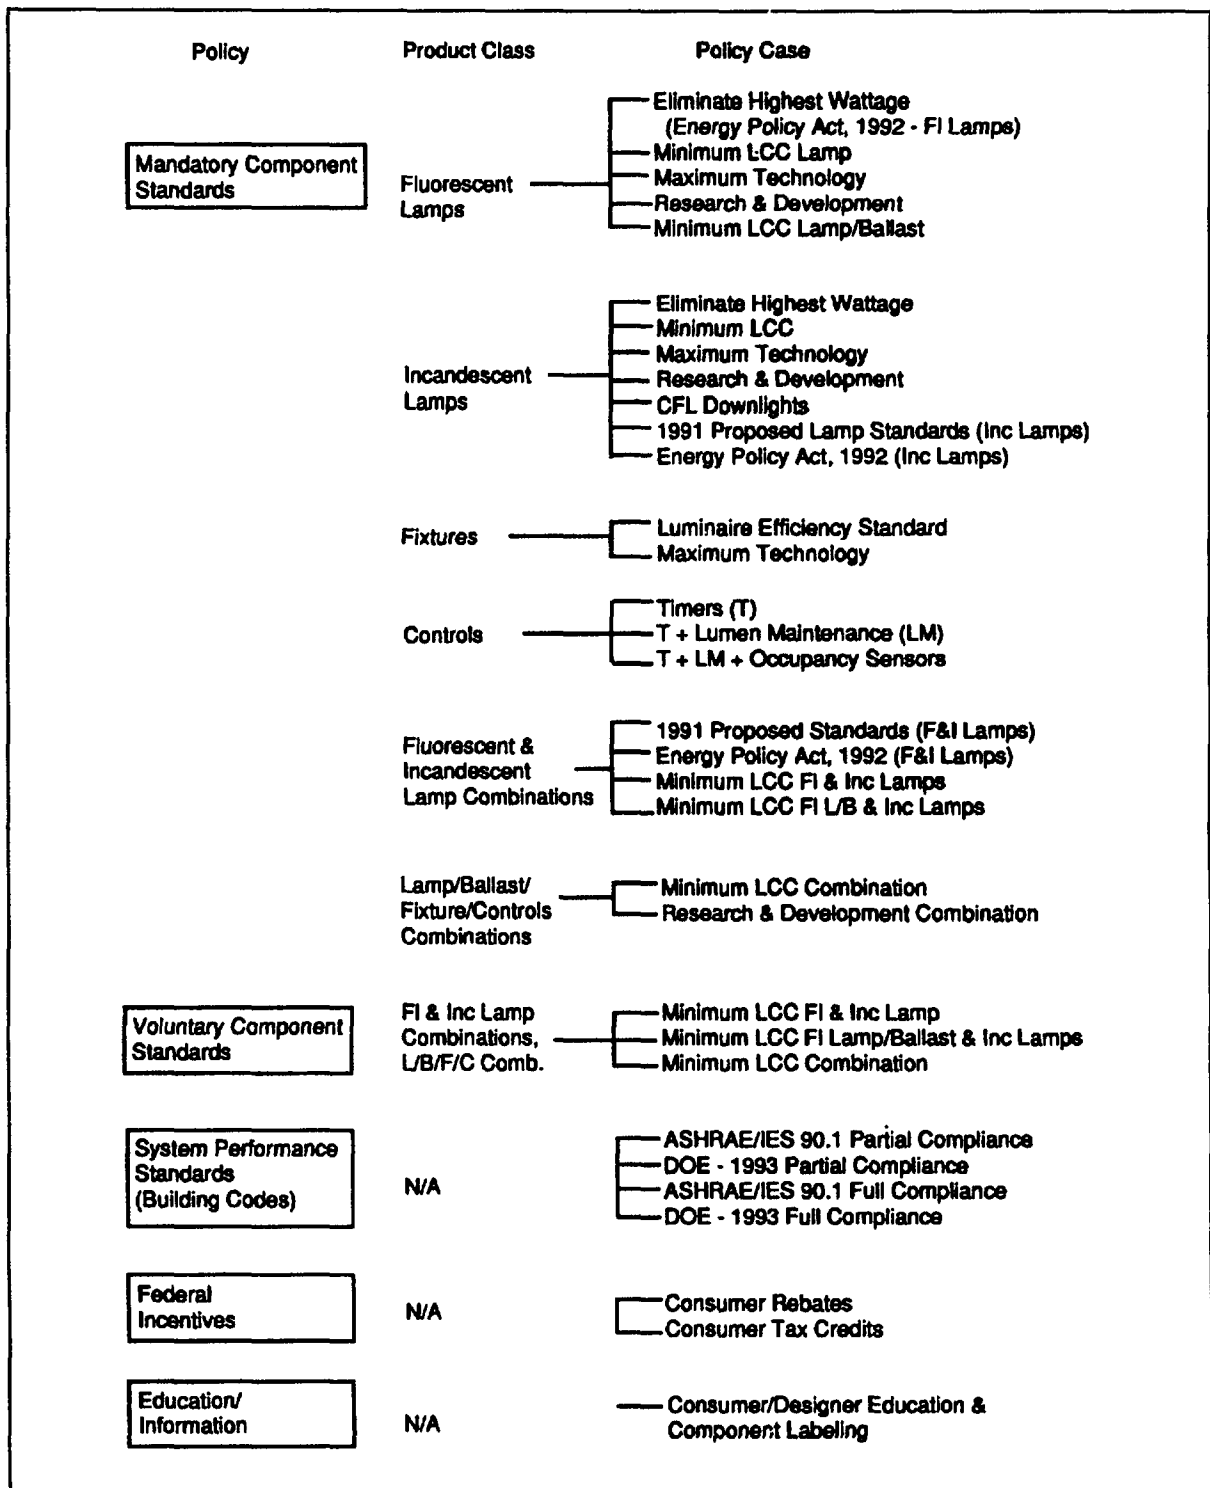 Policy
Product Class
Policy Case
Mandatory Component
Standards
Fluorescent
Lamps
Eliminate Highest Wattage
(Energy Policy Act, 1992 - Fl Lamps)
Minimum LCC Lamp
Maximum Technology
Research & Development
Minimum LCC Lamp/Ballast
Incandescent
Lamps
Eliminate Highest Wattage
Minimum LCC
Maximum Technology
Research & Development
CFL Downlights
1991 Proposed Lamp Standards (Inc Lamps)
Energy Policy Act, 1992 (Inc Lamps)
Fixtures
Luminaire Efficiency Standard
Maximum Technology
Controls
Timers (T)
T + Lumen Maintenance (LM)
T + LM + Occupancy Sensors
Fluorescent &
Incandescent
Lamp Combinations
1991 Proposed Standards (F&I Lamps)
Energy Policy Act, 1992 (F&I Lamps)
Minimum LCC Fl & Inc Lamps
Minimum LCC Fl L/B & Inc Lamps
Lamp/Ballast/
Fixture/Controls
Combinations
Minimum LCC Combination
Research & Development Combination
Voluntary Component
Standards
Fl & Inc Lamp
Combinations,
L/B/F/C Comb.
Minimum LCC Fl & Inc Lamp
Minimum LCC Fl Lamp/Ballast & Inc Lamps
Minimum LCC Combination
System Performance
Standards
(Building Codes)
N/A
ASHRAE/IES 90.1 Partial Compliance
DOE - 1993 Partial Compliance
ASHRAE/IES 90.1 Full Compliance
DOE - 1993 Full Compliance
Federal
Incentives
N/A
Consumer Rebates
Consumer Tax Credits
Education/
Information
N/A
Consumer/Designer Education &
Component Labeling